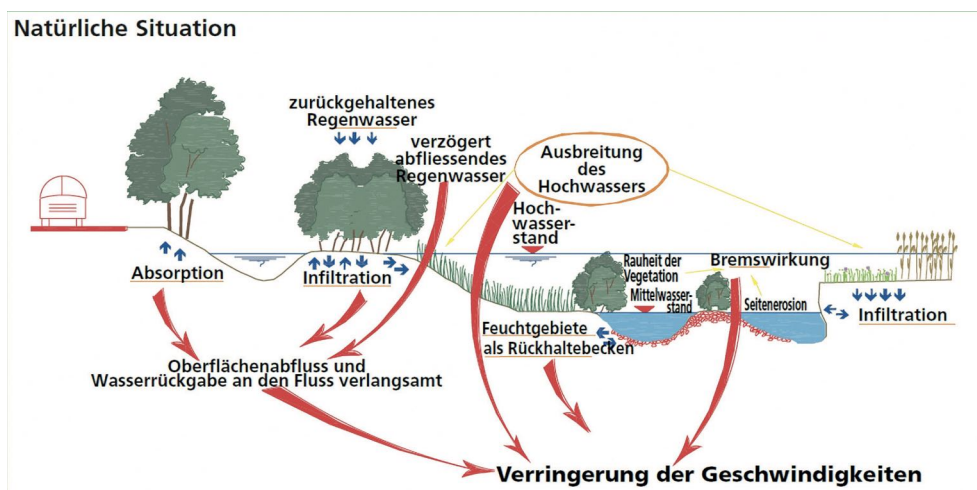 Natürliche Situation
zurückgehaltenes
Regenwasser
verzögert
abfliessendes
Regenwasser
Ausbreitung
des
Hochwassers
Hoch-
wasser-
stand
Absorption
Infiltration
Rauheit der
Vegetation
Bremswirkung
Mittelwasser-
stand
Seitenerosion
Infiltration
Feuchtgebiete
als Rückhaltebecken
Oberflächenabfluss und
Wasserrückgabe an den Fluss verlangsamt
Verringerung der Geschwindigkeiten